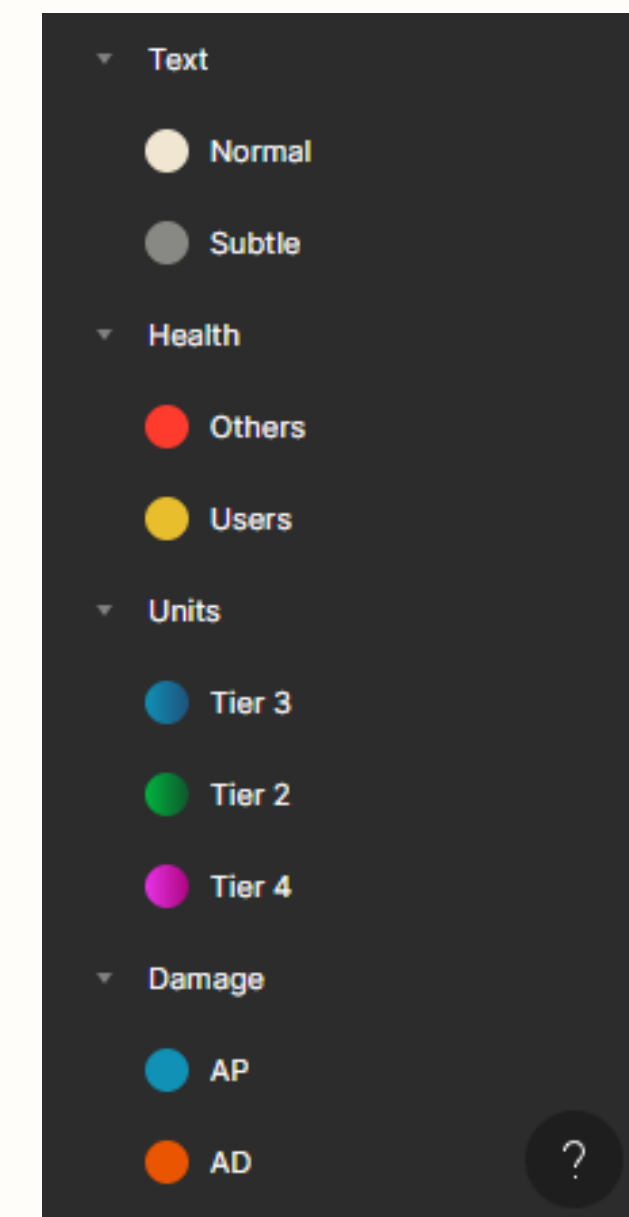 Text
Normal
Subtle
Health
Others
Users
Units
Tier 3
Tier 2
Tier 4
Damage
AP
AD
?